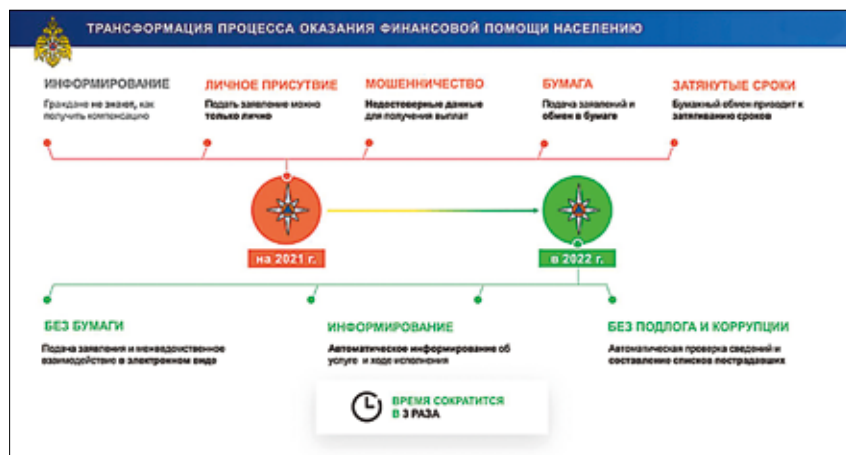 ТРАНСФОРМАЦИЯ ПРОЦЕССА ОКАЗАНИЯ ФИНАНСОВОЙ ПОМОЩИ НАСЕЛЕНИЮ
ИНФОРМИРОВАНИЕ
Граждане не знают, как
получить компенсацию
ЛИЧНОЕ ПРИСУТВИЕ
Подать заявление можно
только лично
МОШЕННИЧЕСТВО
Недостоверные данные
для получения выплат
БУМАГА
Подача заявлений и
обмен в бумаге
ЗАТЯНУТЫЕ СРОКИ
Бумажный обмен приводит к
затягиванию сроков
на 2021 г.
в 2022 г.
БЕЗ БУМАГИ
Подача заявления и межведомственное
взаимодействие в электронном виде
ИНФОРМИРОВАНИЕ
Автоматическое информирование об
услуге и ходе исполнения
БЕЗ ПОДЛОГА И КОРРУПЦИИ
Автоматическая проверка сведений и
составление списков пострадавших
ВРЕМЯ СОКРАТИТСЯ
В 3 РАЗА